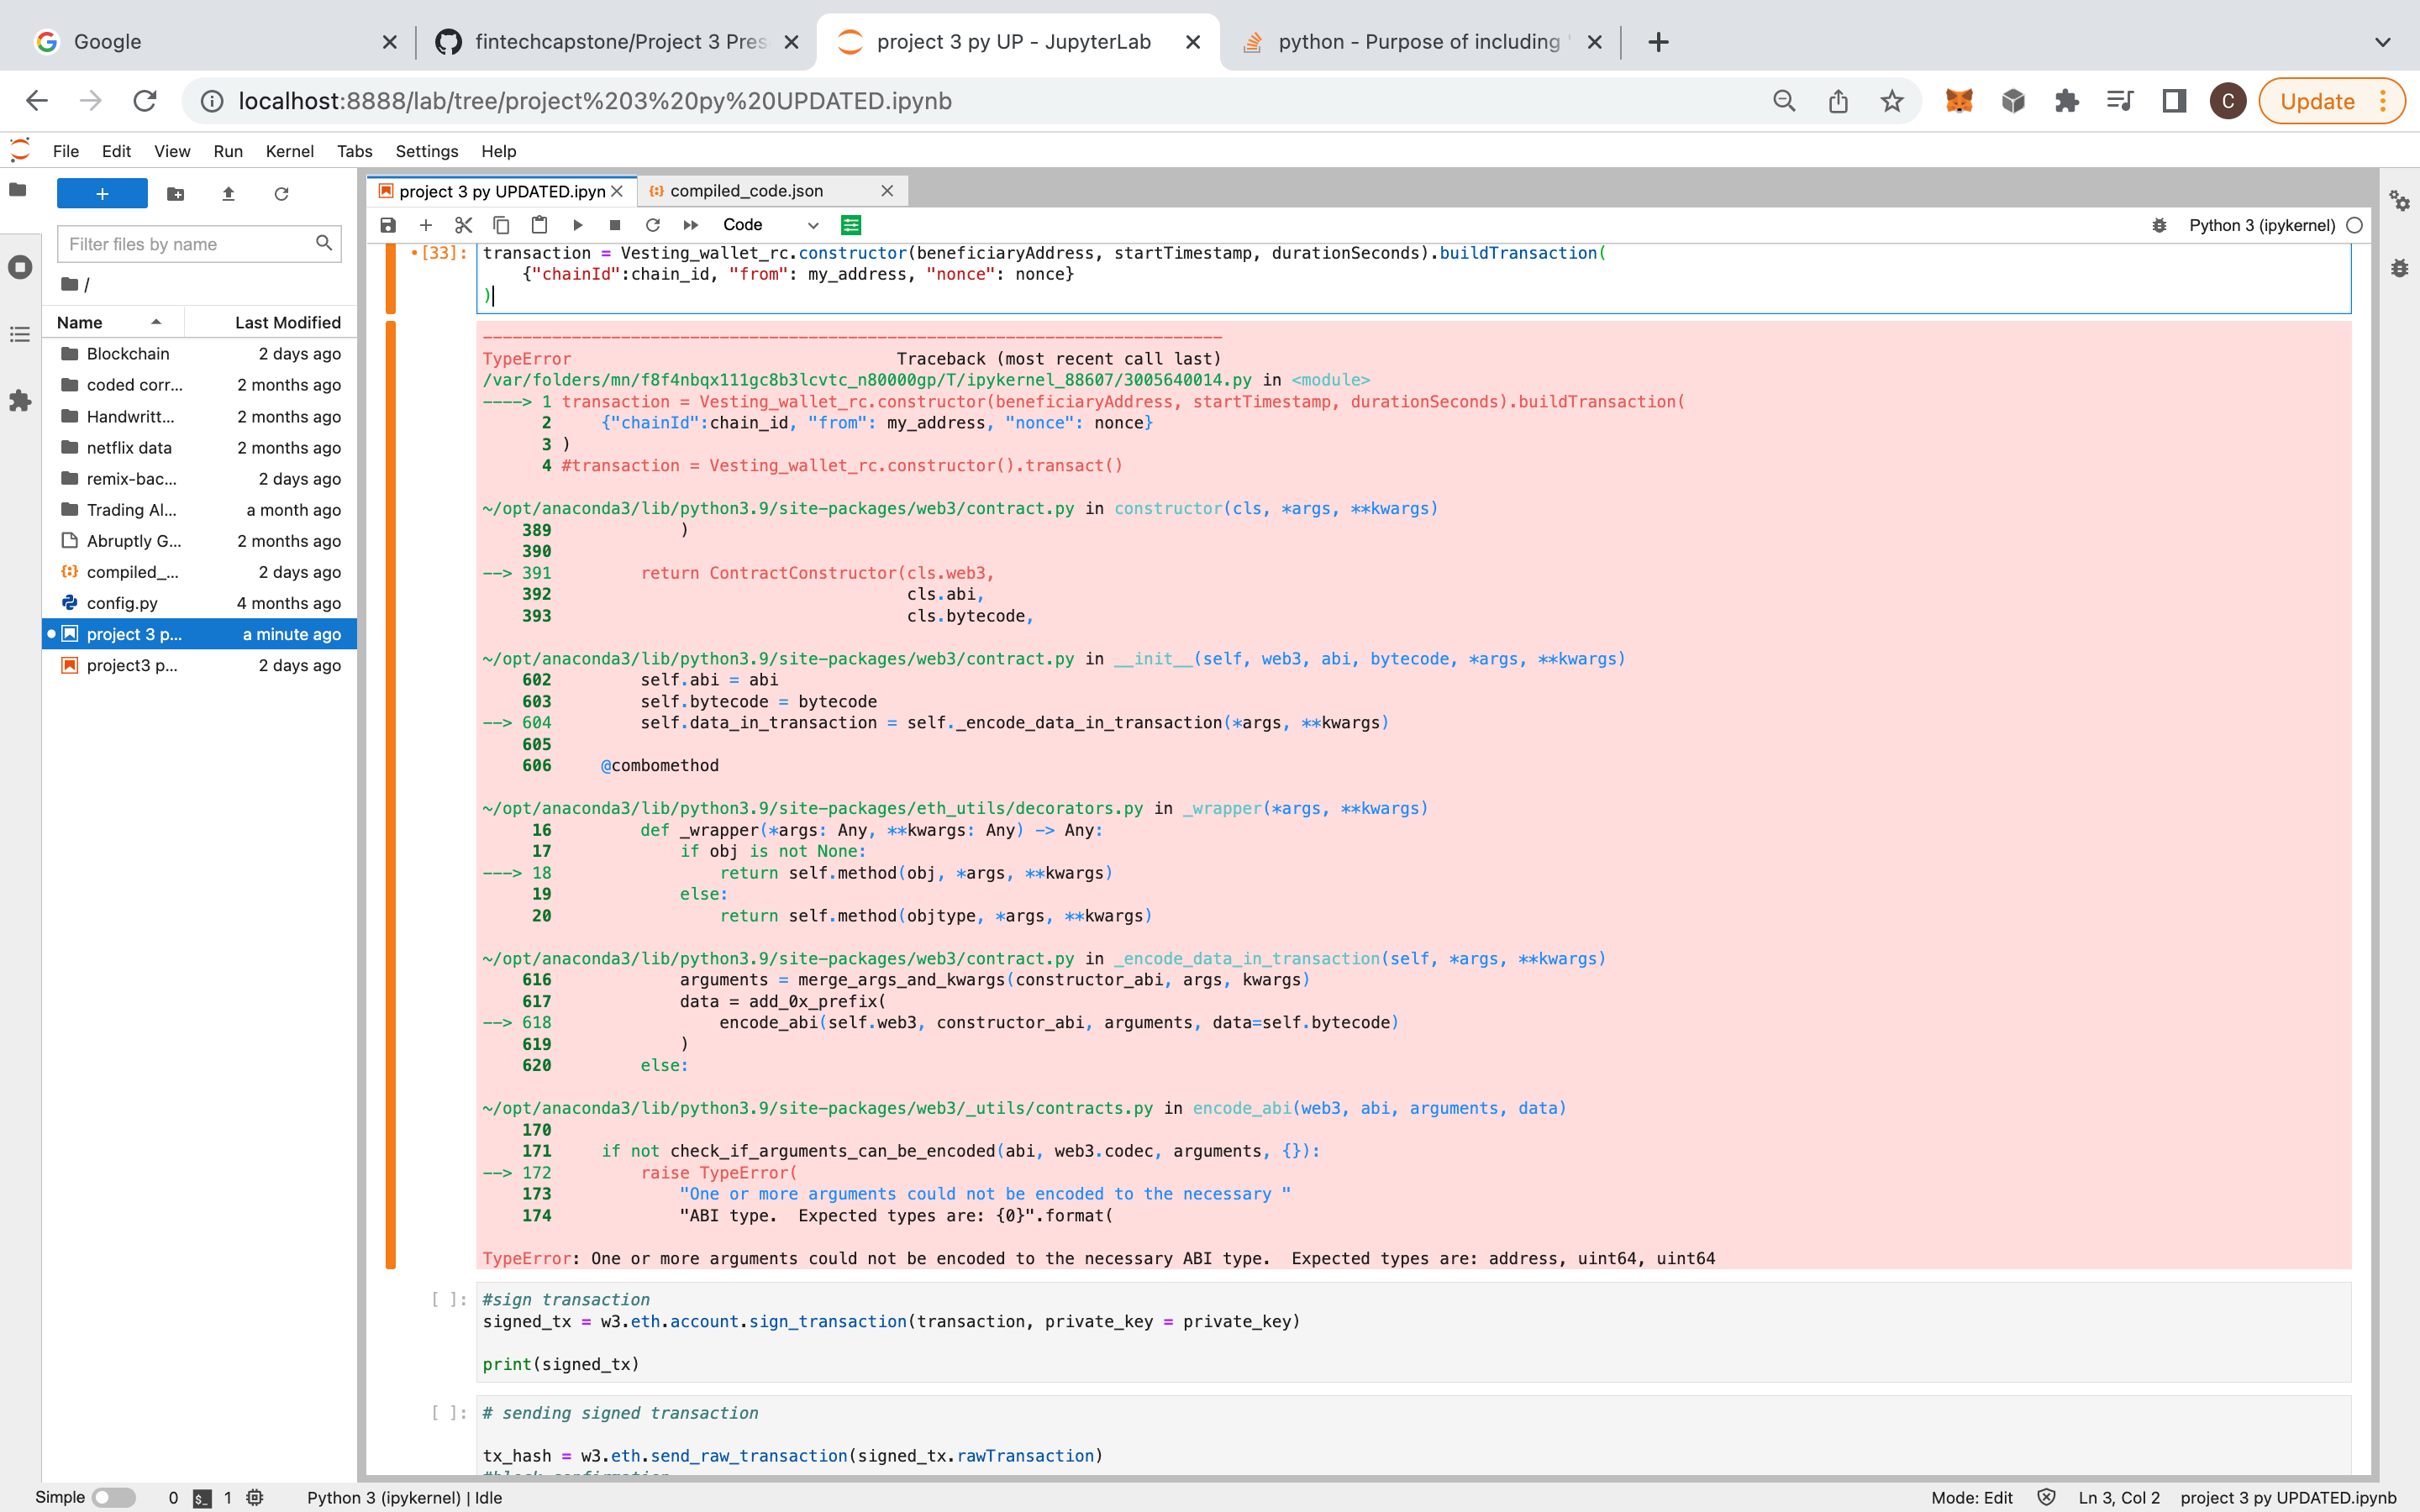 Google
fintechcapstone/Project 3 Pres
project 3 py UP - JupyterLab
python - Purpose of including '
localhost:8888/lab/tree/project%203%20py%20UPDATED.ipynb
C
Update
File Edit View Run Kernel Tabs Settings Help
Filter files by name
/
Name Last Modified
Blockchain 2 days ago
coded corr... 2 months ago
Handwritt... 2 months ago
netflix data 2 months ago
remix-bac... 2 days ago
Trading Al... a month ago
Abruptly G... 2 months ago
compiled_... 2 days ago
config.py 4 months ago
project 3 p... a minute ago
project3 p... 2 days ago
project 3 py UPDATED.ipyn
compiled_code.json
Code
Python 3 (ipykernel)
[33]: transaction = Vesting_wallet_rc.constructor(beneficiaryAddress, startTimestamp, durationSeconds).buildTransaction(
{"chainId":chain_id, "from": my_address, "nonce": nonce}
)
---------------------------------------------------------------------------
TypeError Traceback (most recent call last)
/var/folders/mn/f8f4nbqx111gc8b3lcvtc_n80000gp/T/ipykernel_88607/3005640014.py in <module>
----> 1 transaction = Vesting_wallet_rc.constructor(beneficiaryAddress, startTimestamp, durationSeconds).buildTransaction(
2 {"chainId":chain_id, "from": my_address, "nonce": nonce}
3 )
4 #transaction = Vesting_wallet_rc.constructor().transact()
~/opt/anaconda3/lib/python3.9/site-packages/web3/contract.py in constructor(cls, *args, **kwargs)
389 )
390
--> 391 return ContractConstructor(cls.web3,
392 cls.abi,
393 cls.bytecode,
~/opt/anaconda3/lib/python3.9/site-packages/web3/contract.py in __init__(self, web3, abi, bytecode, *args, **kwargs)
602 self.abi = abi
603 self.bytecode = bytecode
--> 604 self.data_in_transaction = self._encode_data_in_transaction(*args, **kwargs)
605
606 @combomethod
~/opt/anaconda3/lib/python3.9/site-packages/eth_utils/decorators.py in _wrapper(*args, **kwargs)
16 def _wrapper(*args: Any, **kwargs: Any) -> Any:
17 if obj is not None:
---> 18 return self.method(obj, *args, **kwargs)
19 else:
20 return self.method(objtype, *args, **kwargs)
~/opt/anaconda3/lib/python3.9/site-packages/web3/contract.py in _encode_data_in_transaction(self, *args, **kwargs)
616 arguments = merge_args_and_kwargs(constructor_abi, args, kwargs)
617 data = add_0x_prefix(
--> 618 encode_abi(self.web3, constructor_abi, arguments, data=self.bytecode)
619 )
620 else:
~/opt/anaconda3/lib/python3.9/site-packages/web3/_utils/contracts.py in encode_abi(web3, abi, arguments, data)
170
171 if not check_if_arguments_can_be_encoded(abi, web3.codec, arguments, {}):
--> 172 raise TypeError(
173 "One or more arguments could not be encoded to the necessary "
174 "ABI type.  Expected types are: {0}".format(
TypeError: One or more arguments could not be encoded to the necessary ABI type.  Expected types are: address, uint64, uint64
[ ]: #sign transaction
signed_tx = w3.eth.account.sign_transaction(transaction, private_key = private_key)
print(signed_tx)
[ ]: # sending signed transaction
tx_hash = w3.eth.send_raw_transaction(signed_tx.rawTransaction)
Simple 0 1 Python 3 (ipykernel) | Idle Mode: Edit Ln 3, Col 2 project 3 py UPDATED.ipynb